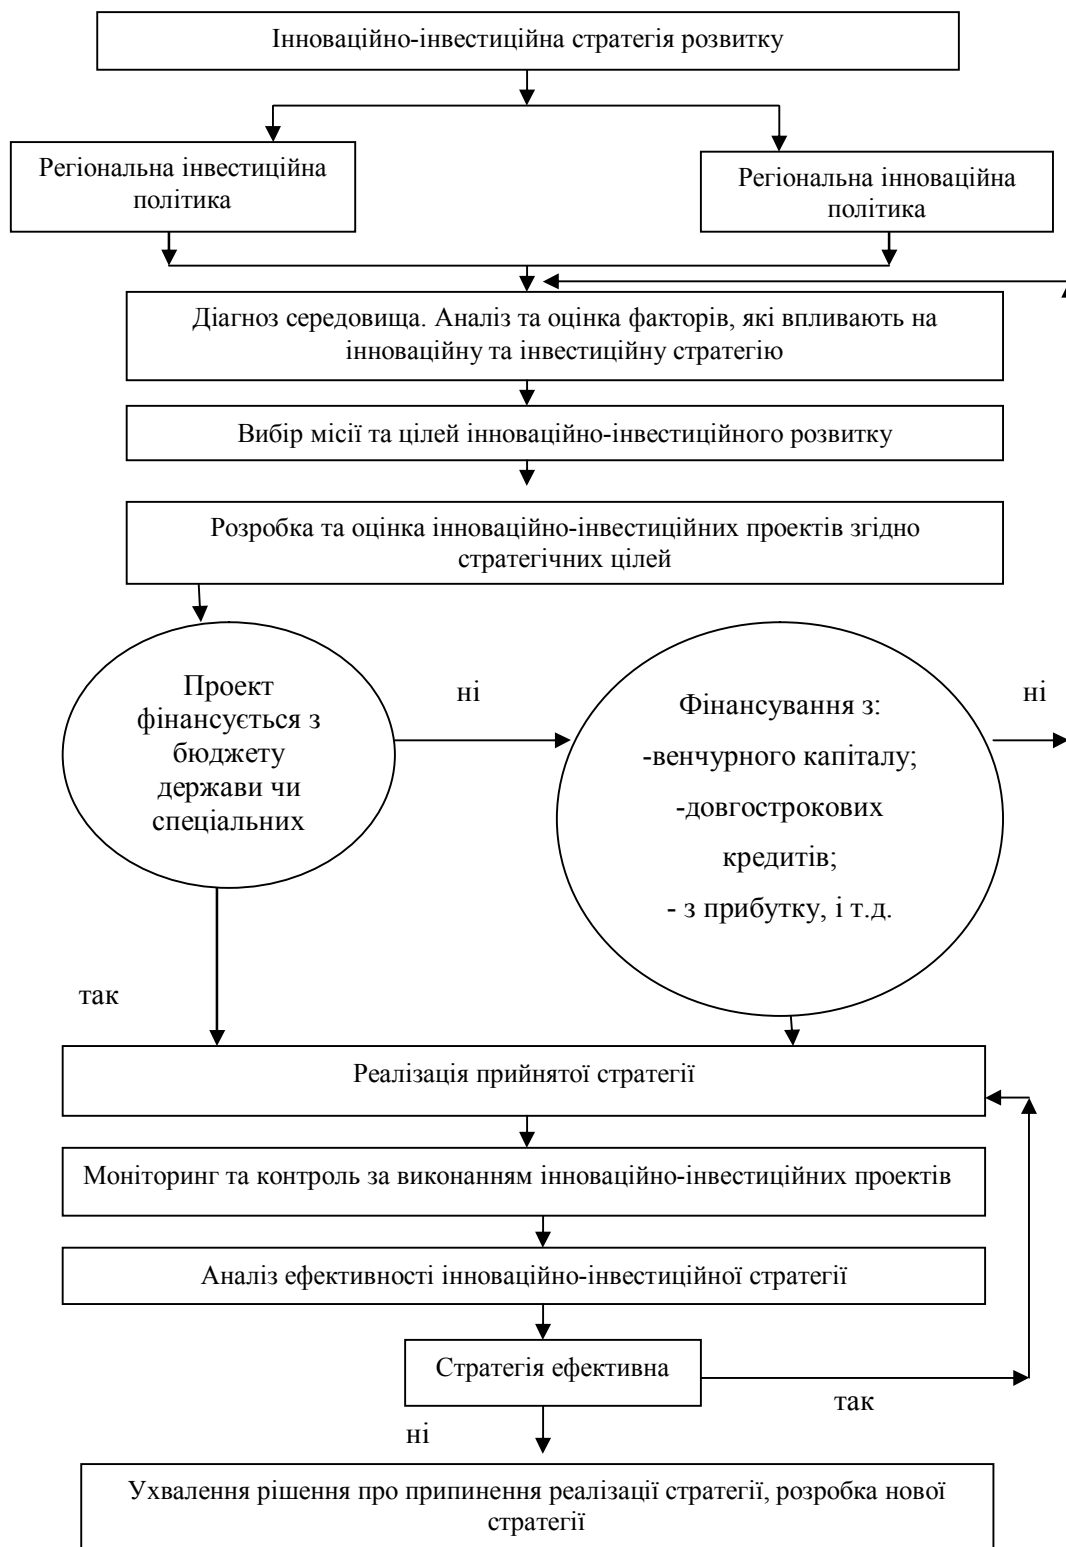 Інноваційно-інвестиційна стратегія розвитку
Регіональна інвестиційна
політика
Регіональна інноваційна
політика
Діагноз середовища. Аналіз та оцінка факторів, які впливають на
інноваційну та інвестиційну стратегію
Вибір місії та цілей інноваційно-інвестиційного розвитку
Розробка та оцінка інноваційно-інвестиційних проектів згідно
стратегічних цілей
Проект
фінансується з
бюджету
держави чи
спеціальних
ні
Фінансування з:
-венчурного капіталу;
-довгострокових
кредитів;
- з прибутку, і т.д.
ні
так
Реалізація прийнятої стратегії
Моніторинг та контроль за виконанням інноваційно-інвестиційних проектів
Аналіз ефективності інноваційно-інвестиційної стратегії
Стратегія ефективна
так
ні
Ухвалення рішення про припинення реалізації стратегії, розробка нової
стратегії